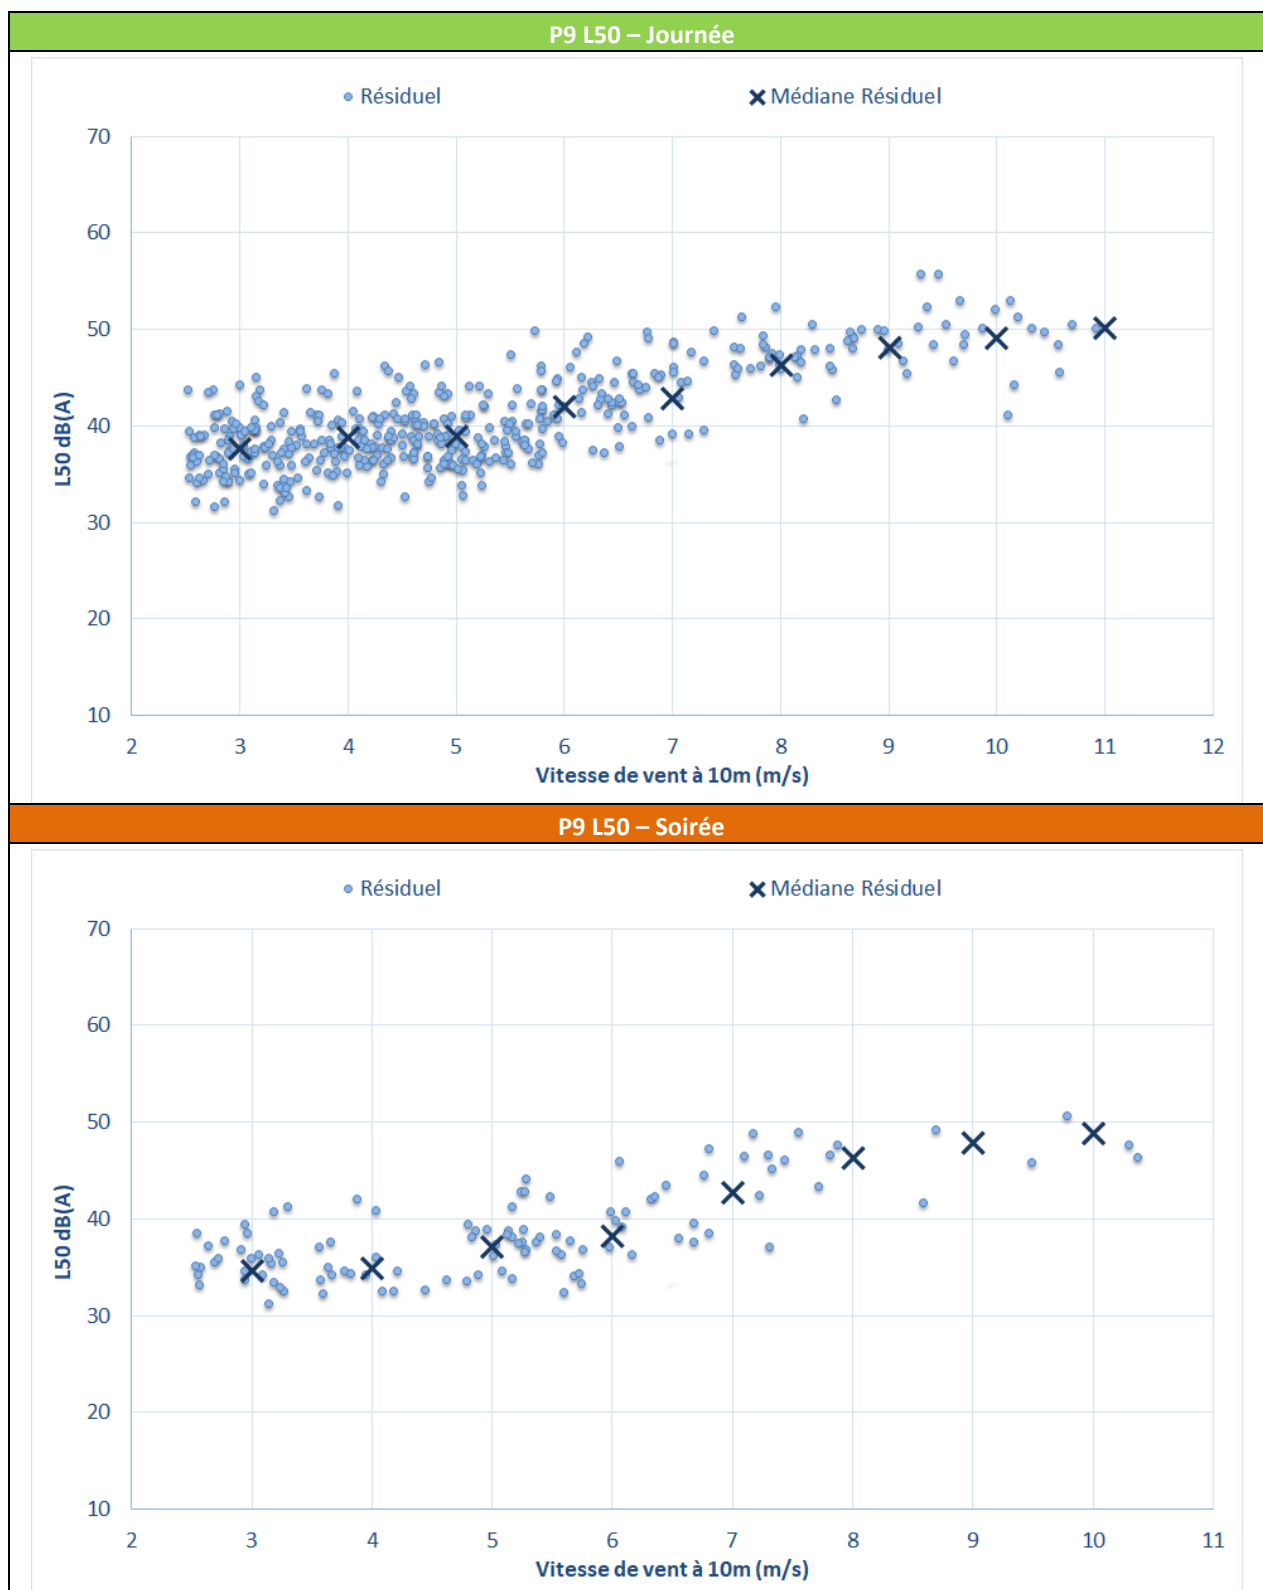 P9 L50 – Journée
Résiduel
Médiane Résiduel
70
60
50
40
30
20
10
L50 dB(A)
2 3 4 5 6 7 8 9 10 11 12
Vitesse de vent à 10m (m/s)
P9 L50 – Soirée
Résiduel
Médiane Résiduel
70
60
50
40
30
20
10
L50 dB(A)
2 3 4 5 6 7 8 9 10 11
Vitesse de vent à 10m (m/s)